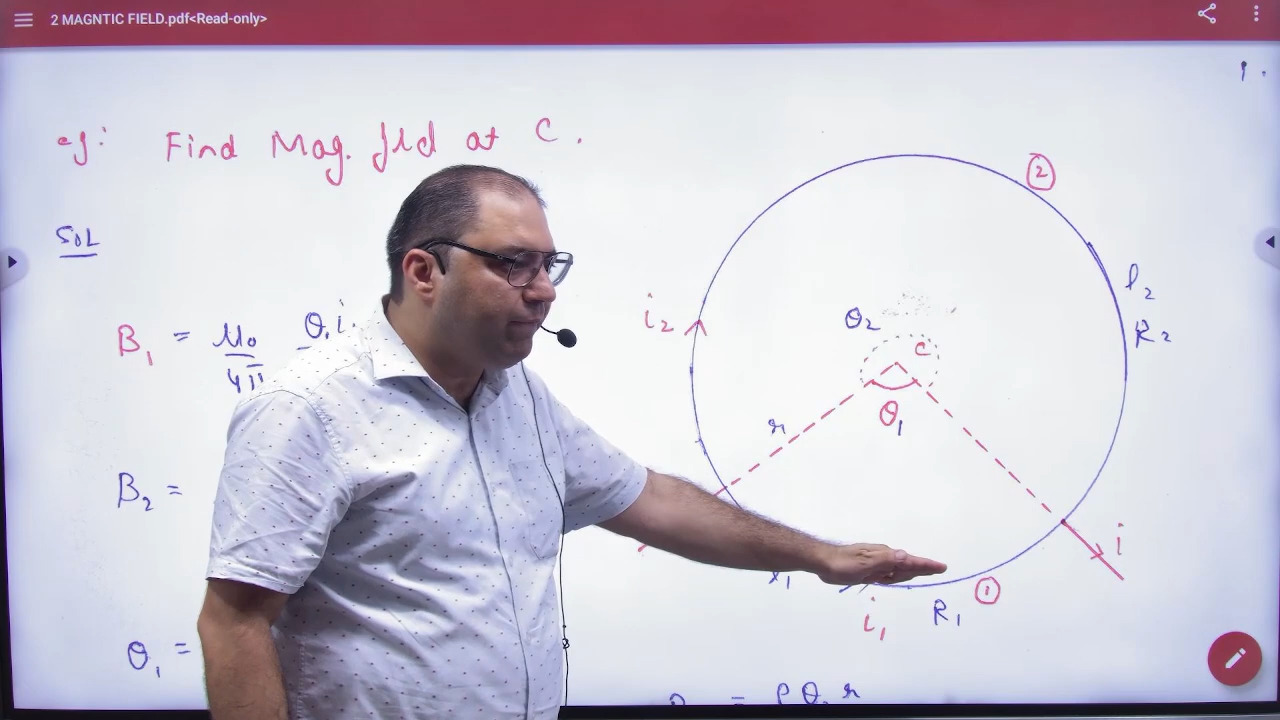 2 MAGNTIC FIELD.pdf<Read-only>
eg: Find Mag. fld at C.
SOL
B₁ = μ₀/4π θ₁i
B₂ =
θ₁ =
②
l₂
R₂
i₂
θ₂
C
θ₁
r
i
①
i₁
R₁
= ρθ₂r